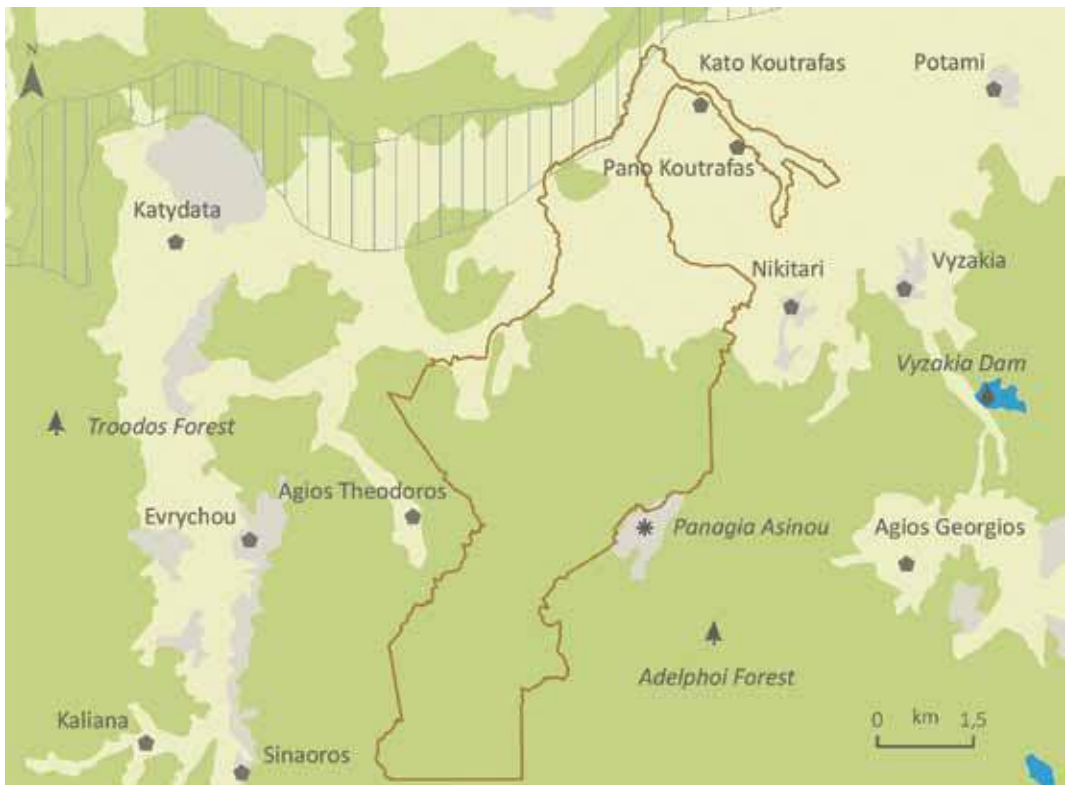 N
Kato Koutrafas
Potami
Pano Koutrafas
Katydata
Nikitari
Vyzakia
Vyzakia Dam
Troodos Forest
Agios Theodoros
Evrychou
Panagia Asinou
Agios Georgios
Adelphoi Forest
Kaliana
0 km 1,5
Sinaoros